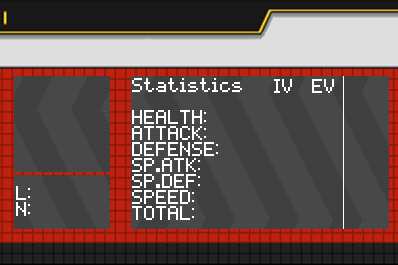 Statistics IV EV
HEALTH:
ATTACK:
DEFENSE:
SP.ATK:
SP.DEF:
SPEED:
TOTAL:
L:
N: